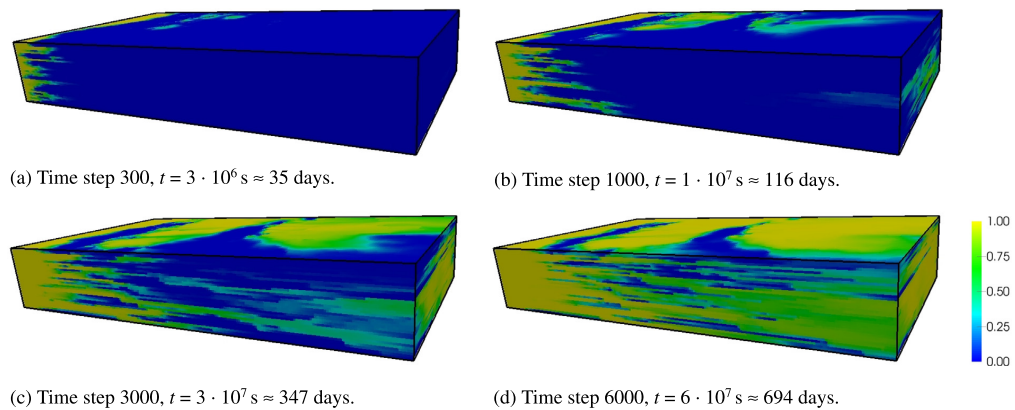 (a) Time step 300, t = 3 · 10⁶ s ≈ 35 days.
(b) Time step 1000, t = 1 · 10⁷ s ≈ 116 days.
1.00
0.75
0.50
0.25
0.00
(c) Time step 3000, t = 3 · 10⁷ s ≈ 347 days.
(d) Time step 6000, t = 6 · 10⁷ s ≈ 694 days.